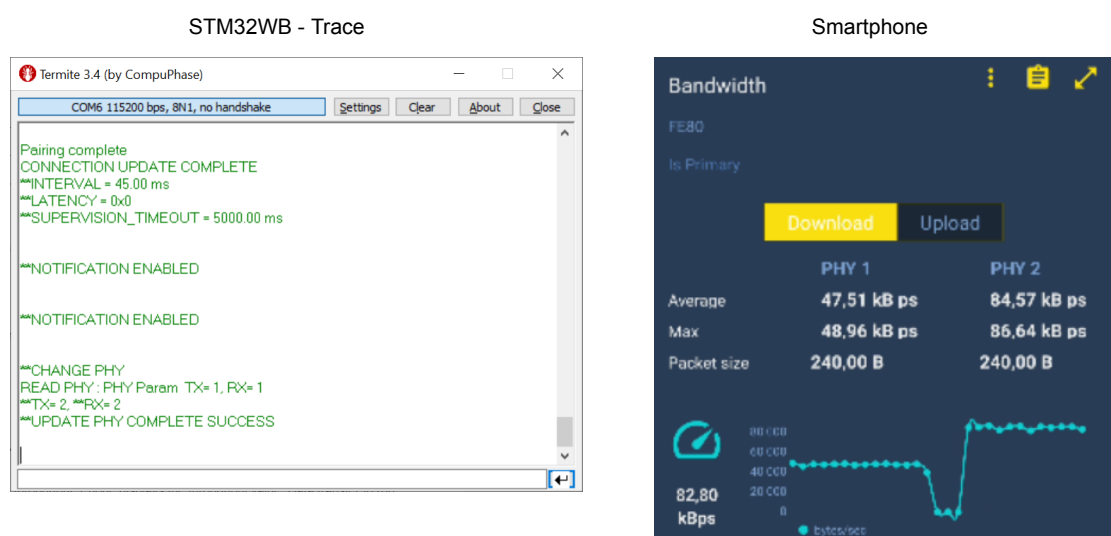 STM32WB - Trace
Smartphone
Termite 3.4 (by CompuPhase)
COM6 115200 bps, 8N1, no handshake
Settings
Clear
About
Close
Pairing complete
CONNECTION UPDATE COMPLETE
**INTERVAL = 45.00 ms
**LATENCY = 0x0
**SUPERVISION_TIMEOUT = 5000.00 ms
**NOTIFICATION ENABLED
**NOTIFICATION ENABLED
**CHANGE PHY
READ PHY : PHY Param TX= 1, RX= 1
**TX= 2, **RX= 2
**UPDATE PHY COMPLETE SUCCESS
Bandwidth
FE80
Is Primary
Download Upload
PHY 1 PHY 2
Average 47,51 kB ps 84,57 kB ps
Max 48,96 kB ps 86,64 kB ps
Packet size 240,00 B 240,00 B
80 000
60 000
40 000
20 000
0
82,80
kBps
bytes/sec